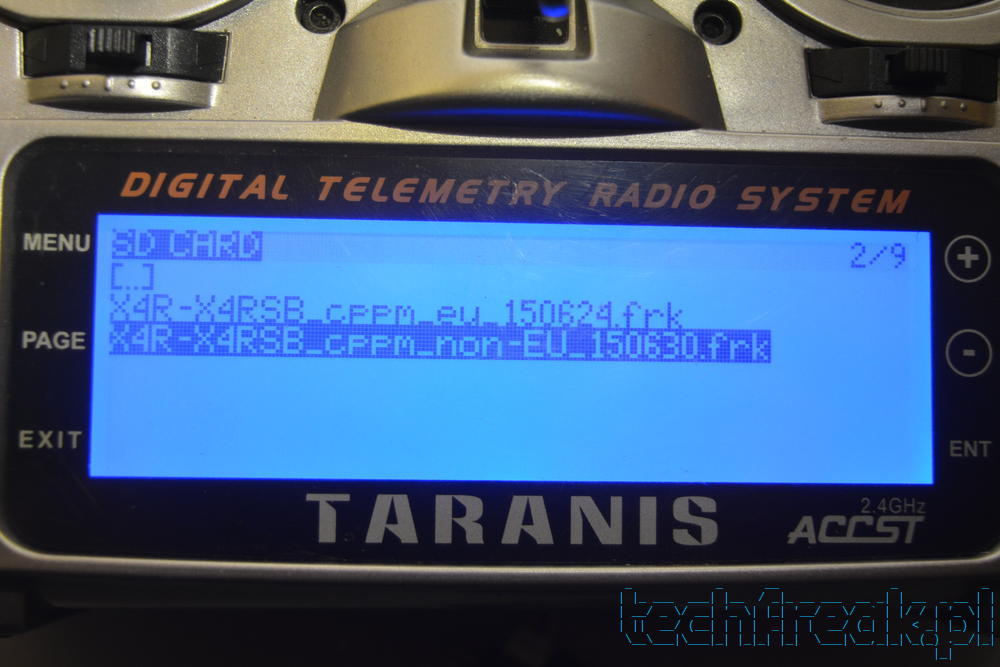 DIGITAL TELEMETRY RADIO SYSTEM
MENU
SD CARD
2/9
+
[..]
X4R-X4RSB_cppm_eu_150624.frk
PAGE
X4R-X4RSB_cppm_non-EU_150630.frk
-
EXIT
ENT
TARANIS
2.4GHz
ACCST
techfreak.pl